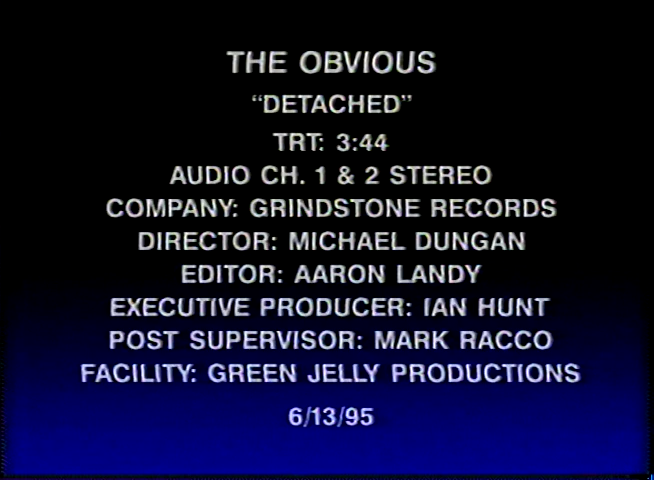 THE OBVIOUS
“DETACHED”
TRT: 3:44
AUDIO CH. 1 & 2 STEREO
COMPANY: GRINDSTONE RECORDS
DIRECTOR: MICHAEL DUNGAN
EDITOR: AARON LANDY
EXECUTIVE PRODUCER: IAN HUNT
POST SUPERVISOR: MARK RACCO
FACILITY: GREEN JELLY PRODUCTIONS
6/13/95